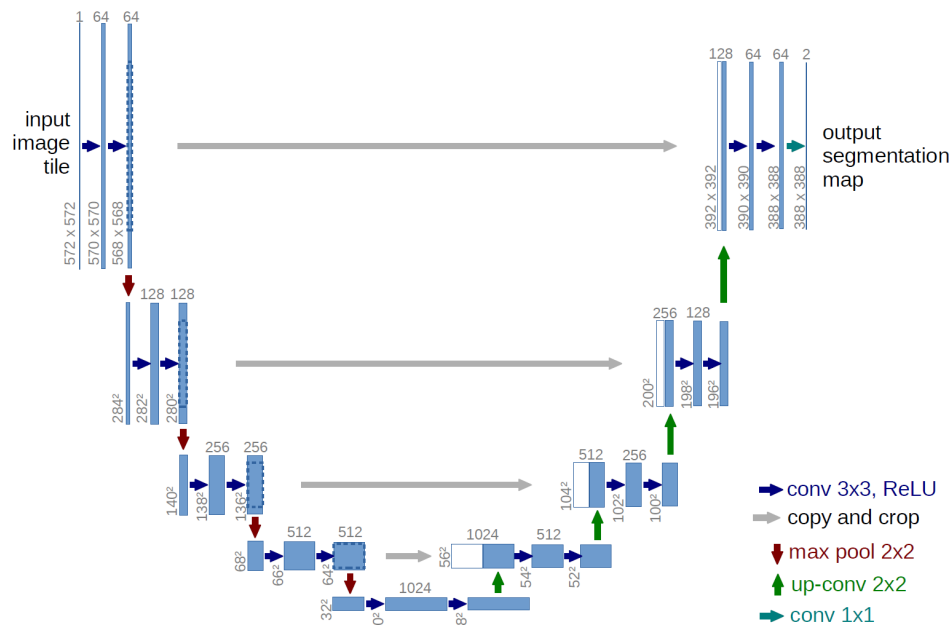 1 64 64
128 64 64 2
input
image
tile
output
segmentation
map
572 x 572
570 x 570
568 x 568
392 x 392
390 x 390
388 x 388
388 x 388
128 128
256 128
284²
282²
280²
200²
198²
196²
256 256
512 256
140²
138²
136²
104²
102²
100²
512 512
1024 512
68²
66²
64²
56²
54²
52²
1024
32²
0²
8²
conv 3x3, ReLU
copy and crop
max pool 2x2
up-conv 2x2
conv 1x1